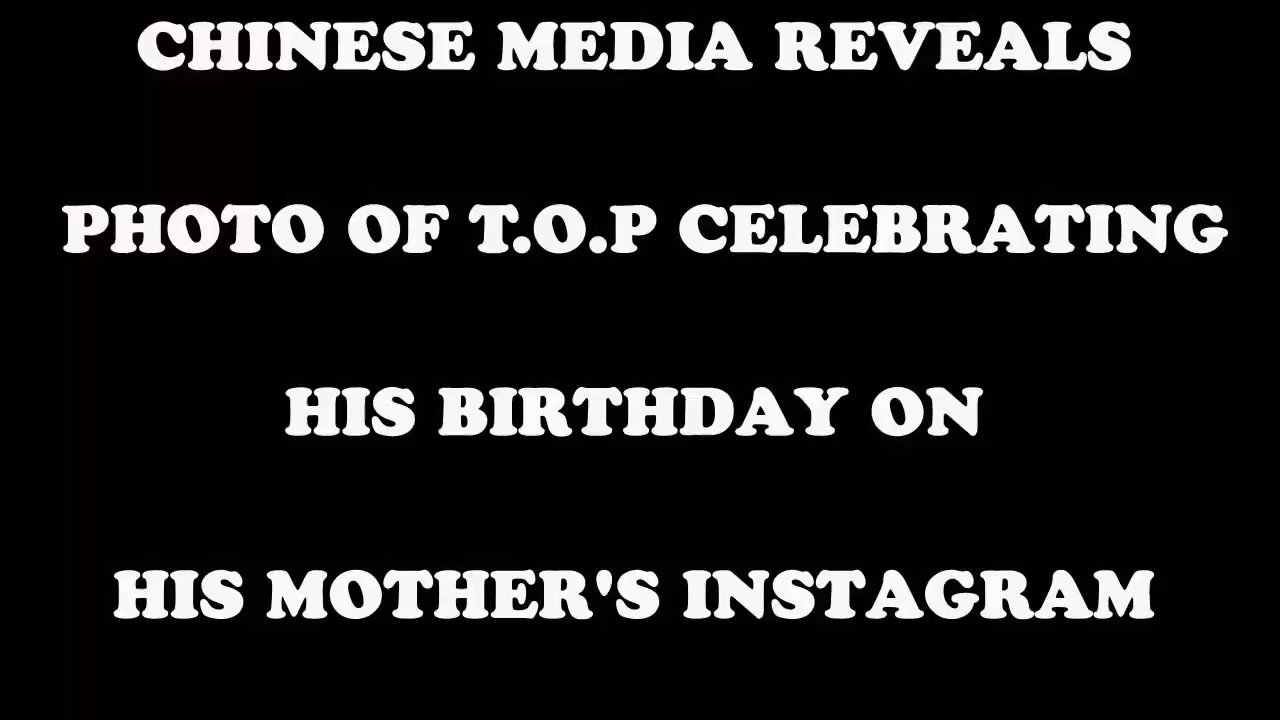 CHINESE MEDIA REVEALS
PHOTO OF T.O.P CELEBRATING
HIS BIRTHDAY ON
HIS MOTHER'S INSTAGRAM